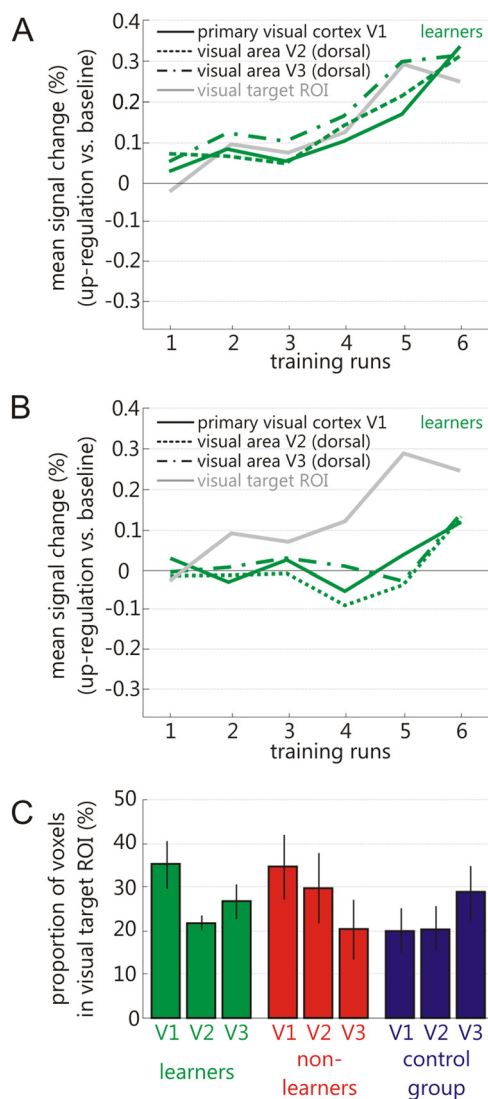 A
primary visual cortex V1
learners
visual area V2 (dorsal)
visual area V3 (dorsal)
visual target ROI
mean signal change (%)
(up-regulation vs. baseline)
0.4
0.3
0.2
0.1
0
-0.1
-0.2
-0.3
1 2 3 4 5 6
training runs
B
primary visual cortex V1
learners
visual area V2 (dorsal)
visual area V3 (dorsal)
visual target ROI
mean signal change (%)
(up-regulation vs. baseline)
0.4
0.3
0.2
0.1
0
-0.1
-0.2
-0.3
1 2 3 4 5 6
training runs
C
proportion of voxels
in visual target ROI (%)
50
40
30
20
10
0
V1 V2 V3 V1 V2 V3 V1 V2 V3
learners
non-
learners
control
group